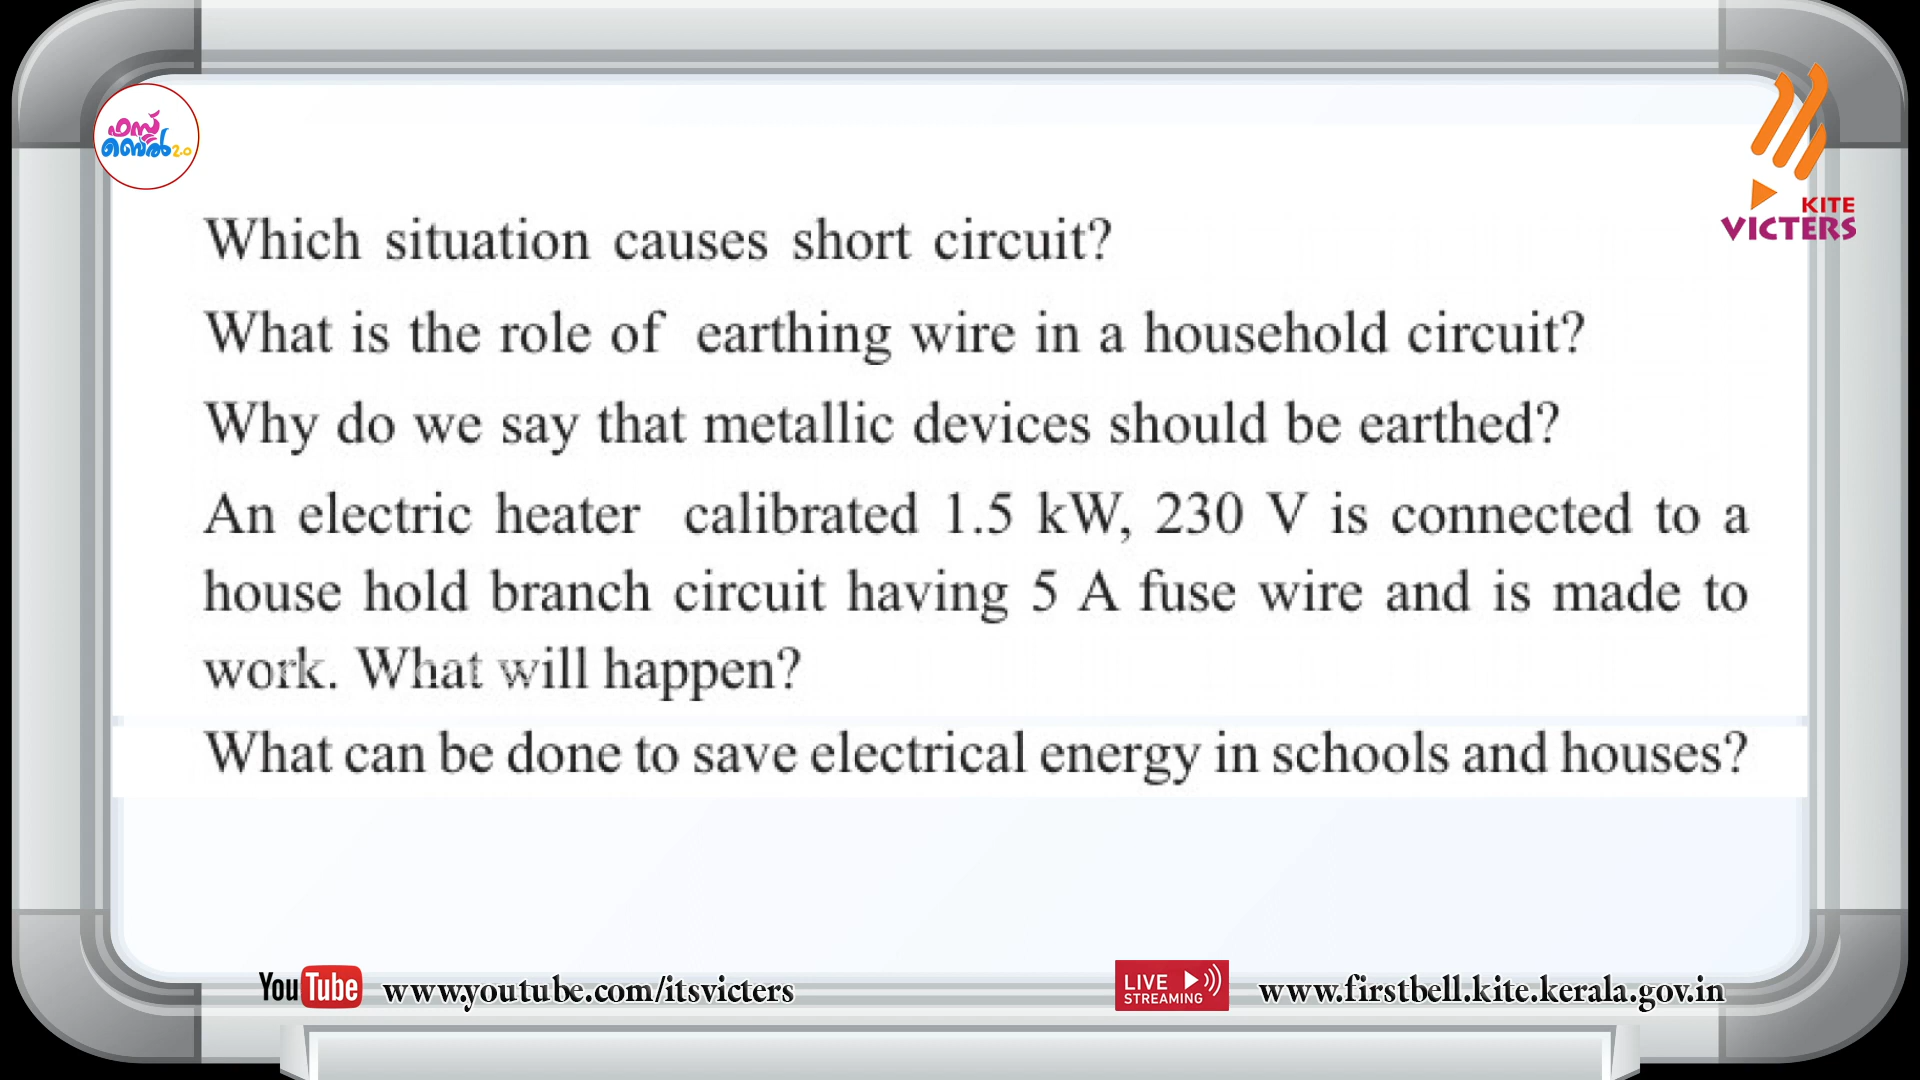 ഫസ്റ്റ്
ബെൽ 2.0
KITE
VICTERS
Which situation causes short circuit?
What is the role of earthing wire in a household circuit?
Why do we say that metallic devices should be earthed?
An electric heater calibrated 1.5 kW, 230 V is connected to a
house hold branch circuit having 5 A fuse wire and is made to
work. What will happen?
What can be done to save electrical energy in schools and houses?
YouTube www.youtube.com/itsvicters
LIVE STREAMING www.firstbell.kite.kerala.gov.in